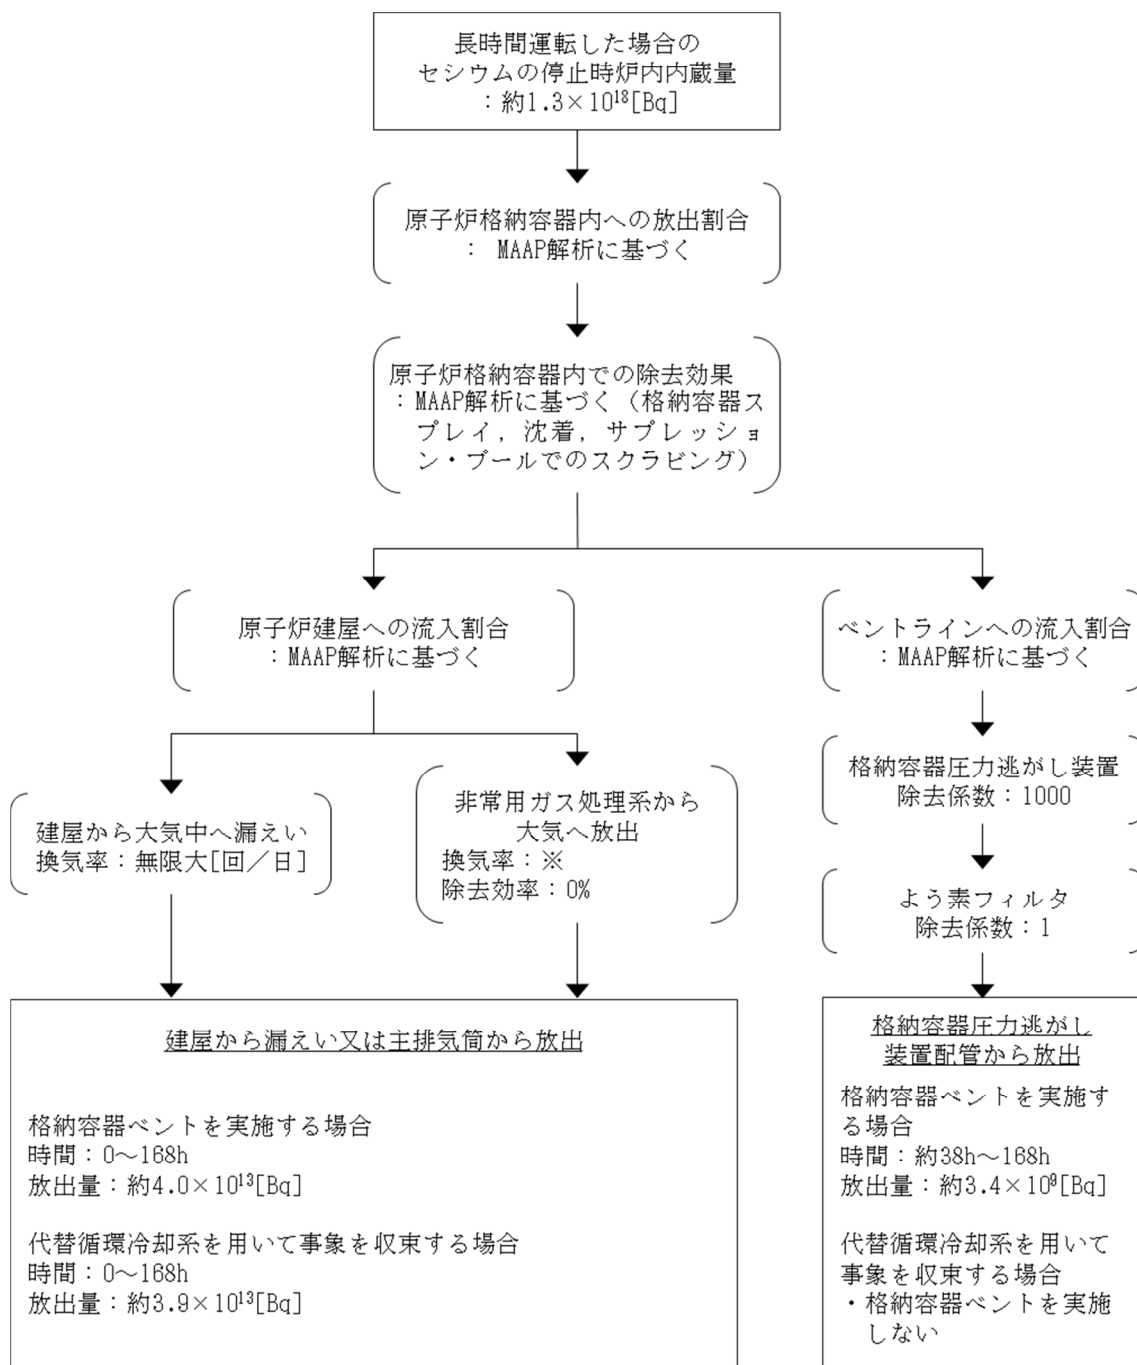 長時間運転した場合の
セシウムの停止時炉内内蔵量
：約1.3×10¹⁸[Bq]
原子炉格納容器内への放出割合
： MAAP解析に基づく
原子炉格納容器内での除去効果
：MAAP解析に基づく（格納容器ス
プレイ，沈着，サプレッショ
ン・プールでのスクラビング）
原子炉建屋への流入割合
：MAAP解析に基づく
ベントラインへの流入割合
：MAAP解析に基づく
建屋から大気中へ漏えい
換気率：無限大[回／日]
非常用ガス処理系から
大気へ放出
換気率：※
除去効率：0%
格納容器圧力逃がし装置
除去係数：1000
よう素フィルタ
除去係数：1
建屋から漏えい又は主排気筒から放出
格納容器ベントを実施する場合
時間：0～168h
放出量：約4.0×10¹³[Bq]
代替循環冷却系を用いて事象を収束する場合
時間：0～168h
放出量：約3.9×10¹³[Bq]
格納容器圧力逃がし
装置配管から放出
格納容器ベントを実施す
る場合
時間：約38h～168h
放出量：約3.4×10⁹[Bq]
代替循環冷却系を用いて
事象を収束する場合
・格納容器ベントを実施
しない